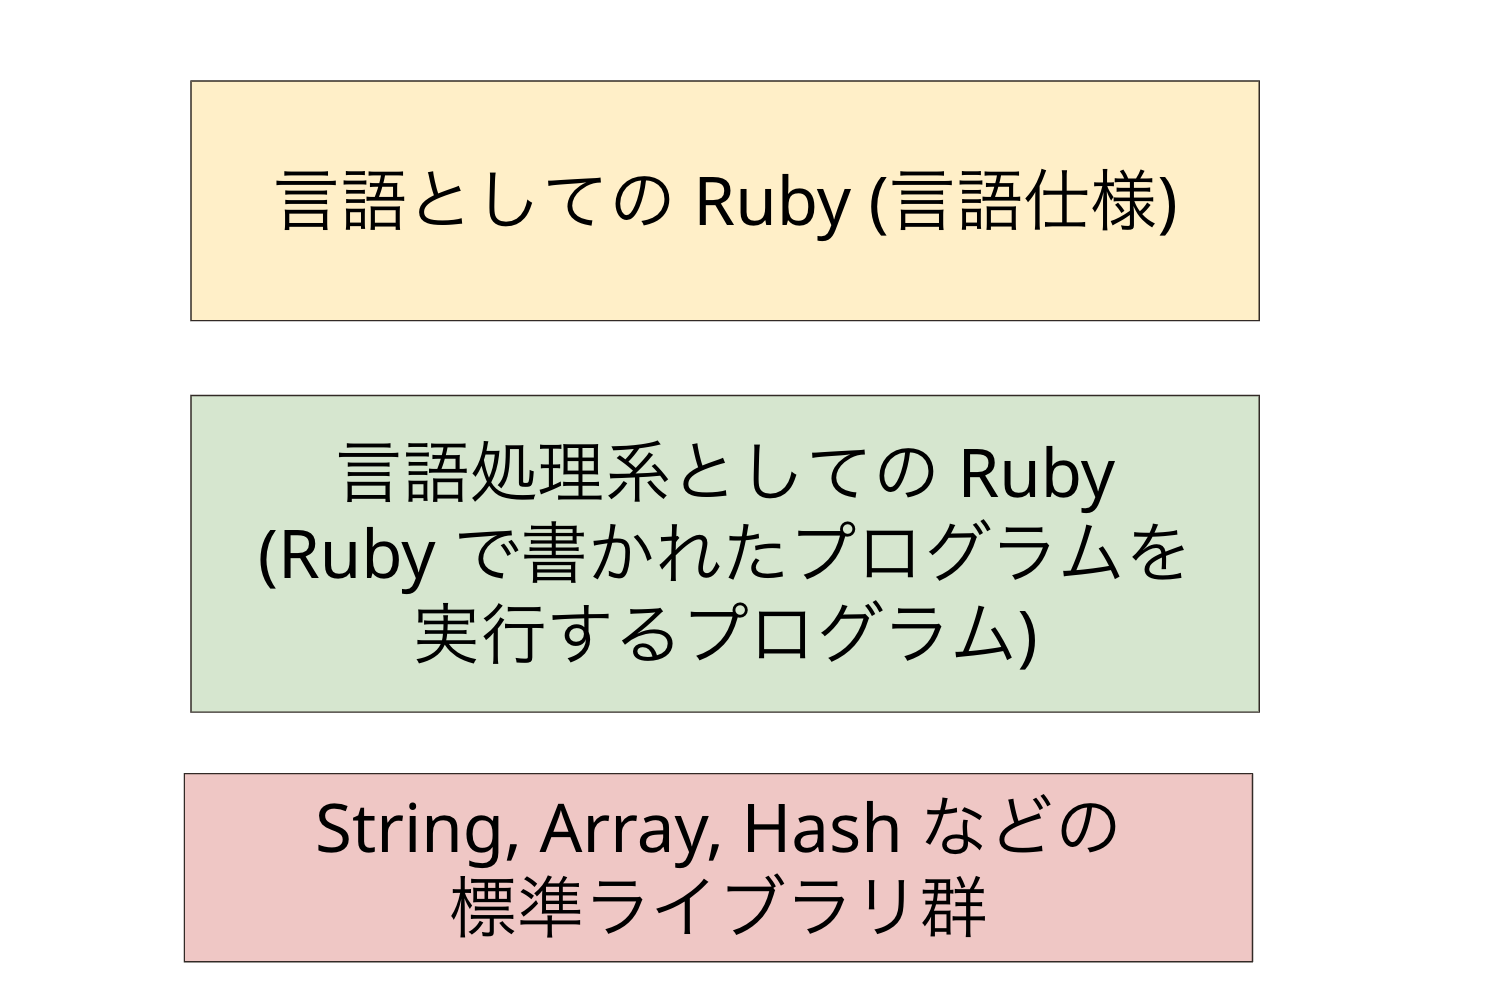 言語としての Ruby (言語仕様)
言語処理系としての Ruby
(Ruby で書かれたプログラムを
実行するプログラム)
String, Array, Hash などの
標準ライブラリ群